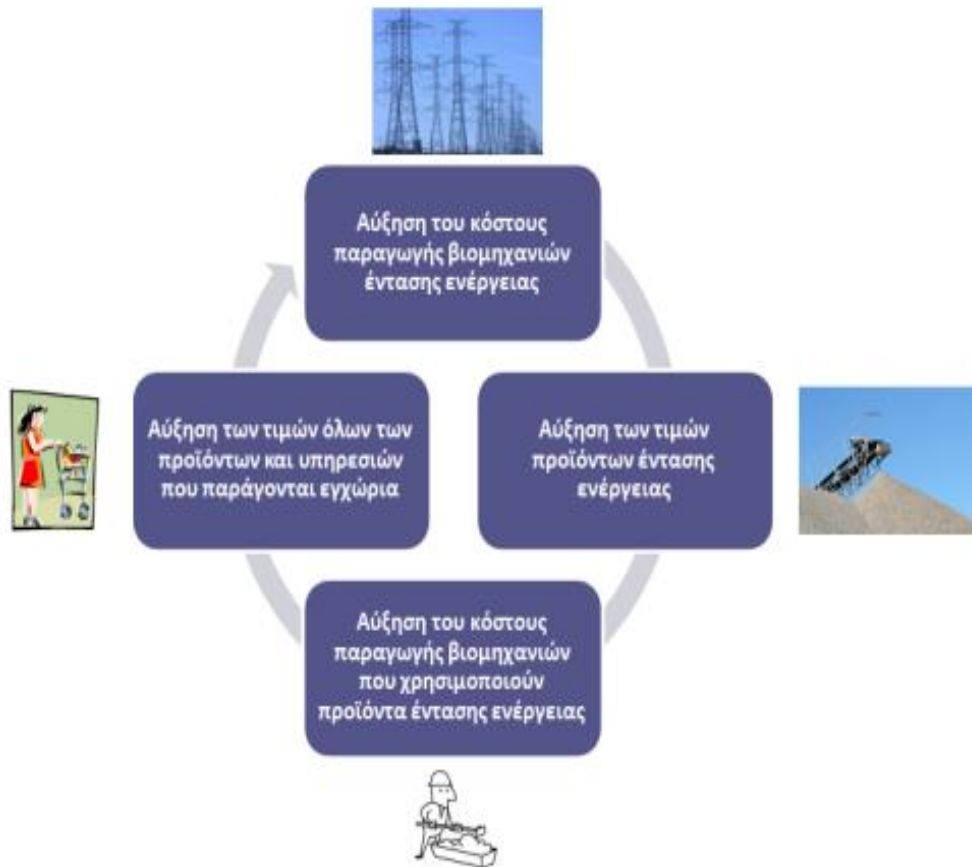 Αύξηση του κόστους
παραγωγής βιομηχανιών
έντασης ενέργειας
Αύξηση των τιμών όλων των
προϊόντων και υπηρεσιών
που παράγονται εγχώρια
Αύξηση των τιμών
προϊόντων έντασης
ενέργειας
Αύξηση του κόστους
παραγωγής βιομηχανιών
που χρησιμοποιούν
προϊόντα έντασης ενέργειας